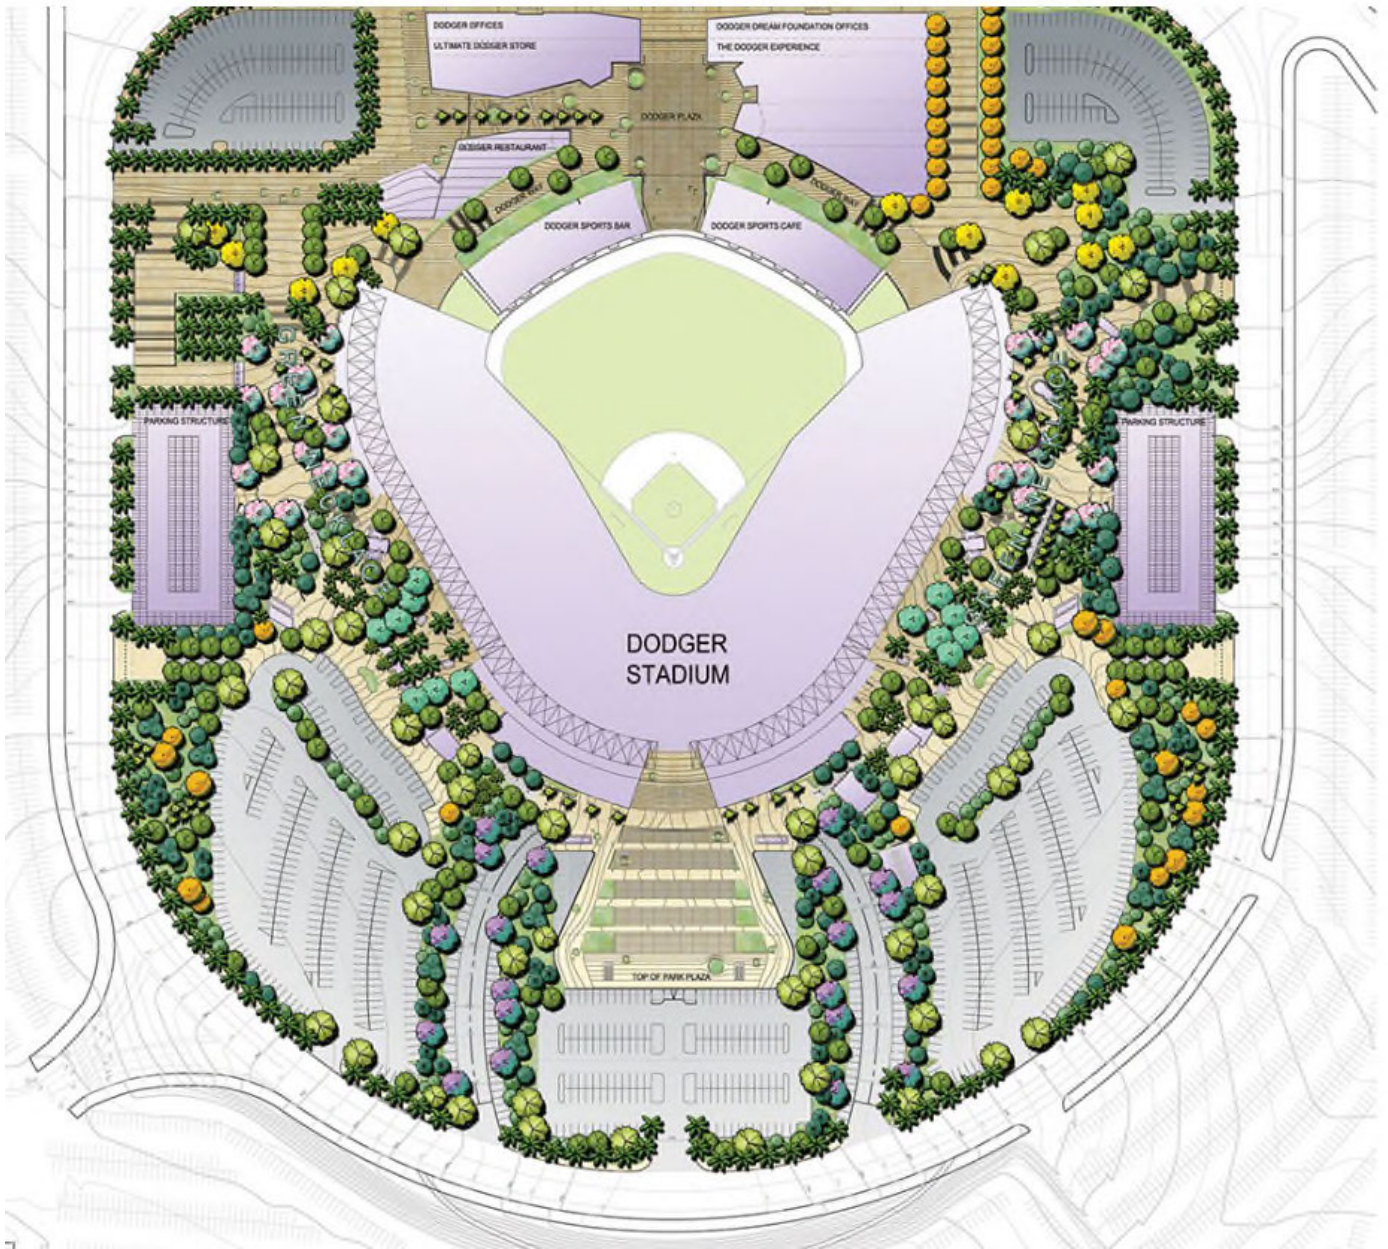 DODGER OFFICES
ULTIMATE DODGER STORE
DODGER DREAM FOUNDATION OFFICES
THE DODGER EXPERIENCE
DODGER PLAZA
DODGER RESTAURANT
DODGER WAY
DODGER WAY
DODGER SPORTS BAR
DODGER SPORTS CAFE
PARKING STRUCTURE
PARKING STRUCTURE
DODGER
STADIUM
TOP OF PARK PLAZA